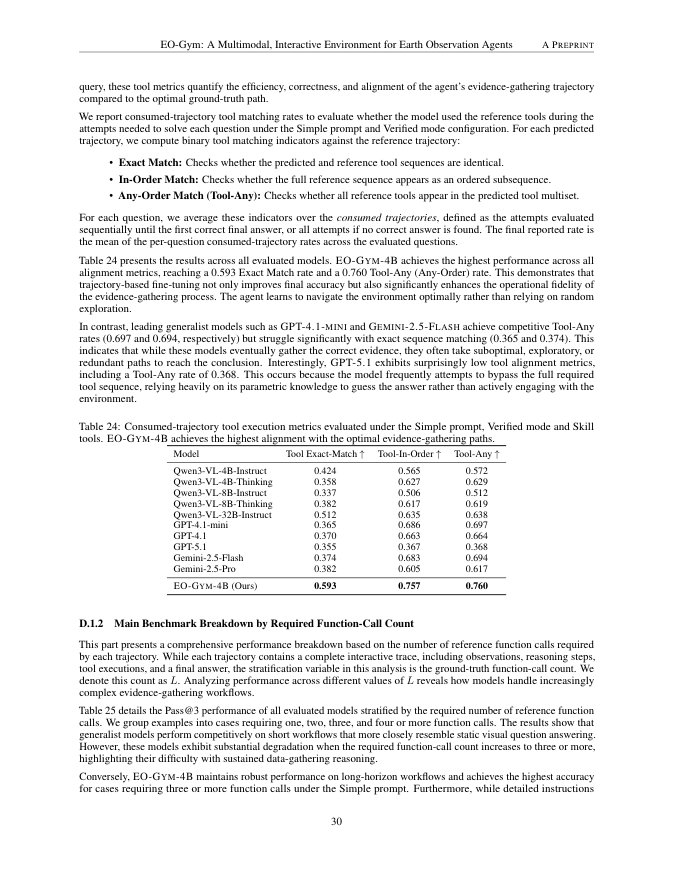 EO-Gym: A Multimodal, Interactive Environment for Earth Observation Agents A PREPRINT
query, these tool metrics quantify the efficiency, correctness, and alignment of the agent's evidence-gathering trajectory
compared to the optimal ground-truth path.
We report consumed-trajectory tool matching rates to evaluate whether the model used the reference tools during the
attempts needed to solve each question under the Simple prompt and Verified mode configuration. For each predicted
trajectory, we compute binary tool matching indicators against the reference trajectory:
• Exact Match: Checks whether the predicted and reference tool sequences are identical.
• In-Order Match: Checks whether the full reference sequence appears as an ordered subsequence.
• Any-Order Match (Tool-Any): Checks whether all reference tools appear in the predicted tool multiset.
For each question, we average these indicators over the consumed trajectories, defined as the attempts evaluated
sequentially until the first correct final answer, or all attempts if no correct answer is found. The final reported rate is
the mean of the per-question consumed-trajectory rates across the evaluated questions.
Table 24 presents the results across all evaluated models. EO-GYM-4B achieves the highest performance across all
alignment metrics, reaching a 0.593 Exact Match rate and a 0.760 Tool-Any (Any-Order) rate. This demonstrates that
trajectory-based fine-tuning not only improves final accuracy but also significantly enhances the operational fidelity of
the evidence-gathering process. The agent learns to navigate the environment optimally rather than relying on random
exploration.
In contrast, leading generalist models such as GPT-4.1-MINI and GEMINI-2.5-FLASH achieve competitive Tool-Any
rates (0.697 and 0.694, respectively) but struggle significantly with exact sequence matching (0.365 and 0.374). This
indicates that while these models eventually gather the correct evidence, they often take suboptimal, exploratory, or
redundant paths to reach the conclusion. Interestingly, GPT-5.1 exhibits surprisingly low tool alignment metrics,
including a Tool-Any rate of 0.368. This occurs because the model frequently attempts to bypass the full required
tool sequence, relying heavily on its parametric knowledge to guess the answer rather than actively engaging with the
environment.
Table 24: Consumed-trajectory tool execution metrics evaluated under the Simple prompt, Verified mode and Skill
tools. EO-GYM-4B achieves the highest alignment with the optimal evidence-gathering paths.
Model Tool Exact-Match ↑ Tool-In-Order ↑ Tool-Any ↑
Qwen3-VL-4B-Instruct 0.424 0.565 0.572
Qwen3-VL-4B-Thinking 0.358 0.627 0.629
Qwen3-VL-8B-Instruct 0.337 0.506 0.512
Qwen3-VL-8B-Thinking 0.382 0.617 0.619
Qwen3-VL-32B-Instruct 0.512 0.635 0.638
GPT-4.1-mini 0.365 0.686 0.697
GPT-4.1 0.370 0.663 0.664
GPT-5.1 0.355 0.367 0.368
Gemini-2.5-Flash 0.374 0.683 0.694
Gemini-2.5-Pro 0.382 0.605 0.617
EO-GYM-4B (Ours) 0.593 0.757 0.760
D.1.2 Main Benchmark Breakdown by Required Function-Call Count
This part presents a comprehensive performance breakdown based on the number of reference function calls required
by each trajectory. While each trajectory contains a complete interactive trace, including observations, reasoning steps,
tool executions, and a final answer, the stratification variable in this analysis is the ground-truth function-call count. We
denote this count as L. Analyzing performance across different values of L reveals how models handle increasingly
complex evidence-gathering workflows.
Table 25 details the Pass@3 performance of all evaluated models stratified by the required number of reference function
calls. We group examples into cases requiring one, two, three, and four or more function calls. The results show that
generalist models perform competitively on short workflows that more closely resemble static visual question answering.
However, these models exhibit substantial degradation when the required function-call count increases to three or more,
highlighting their difficulty with sustained data-gathering reasoning.
Conversely, EO-GYM-4B maintains robust performance on long-horizon workflows and achieves the highest accuracy
for cases requiring three or more function calls under the Simple prompt. Furthermore, while detailed instructions
30